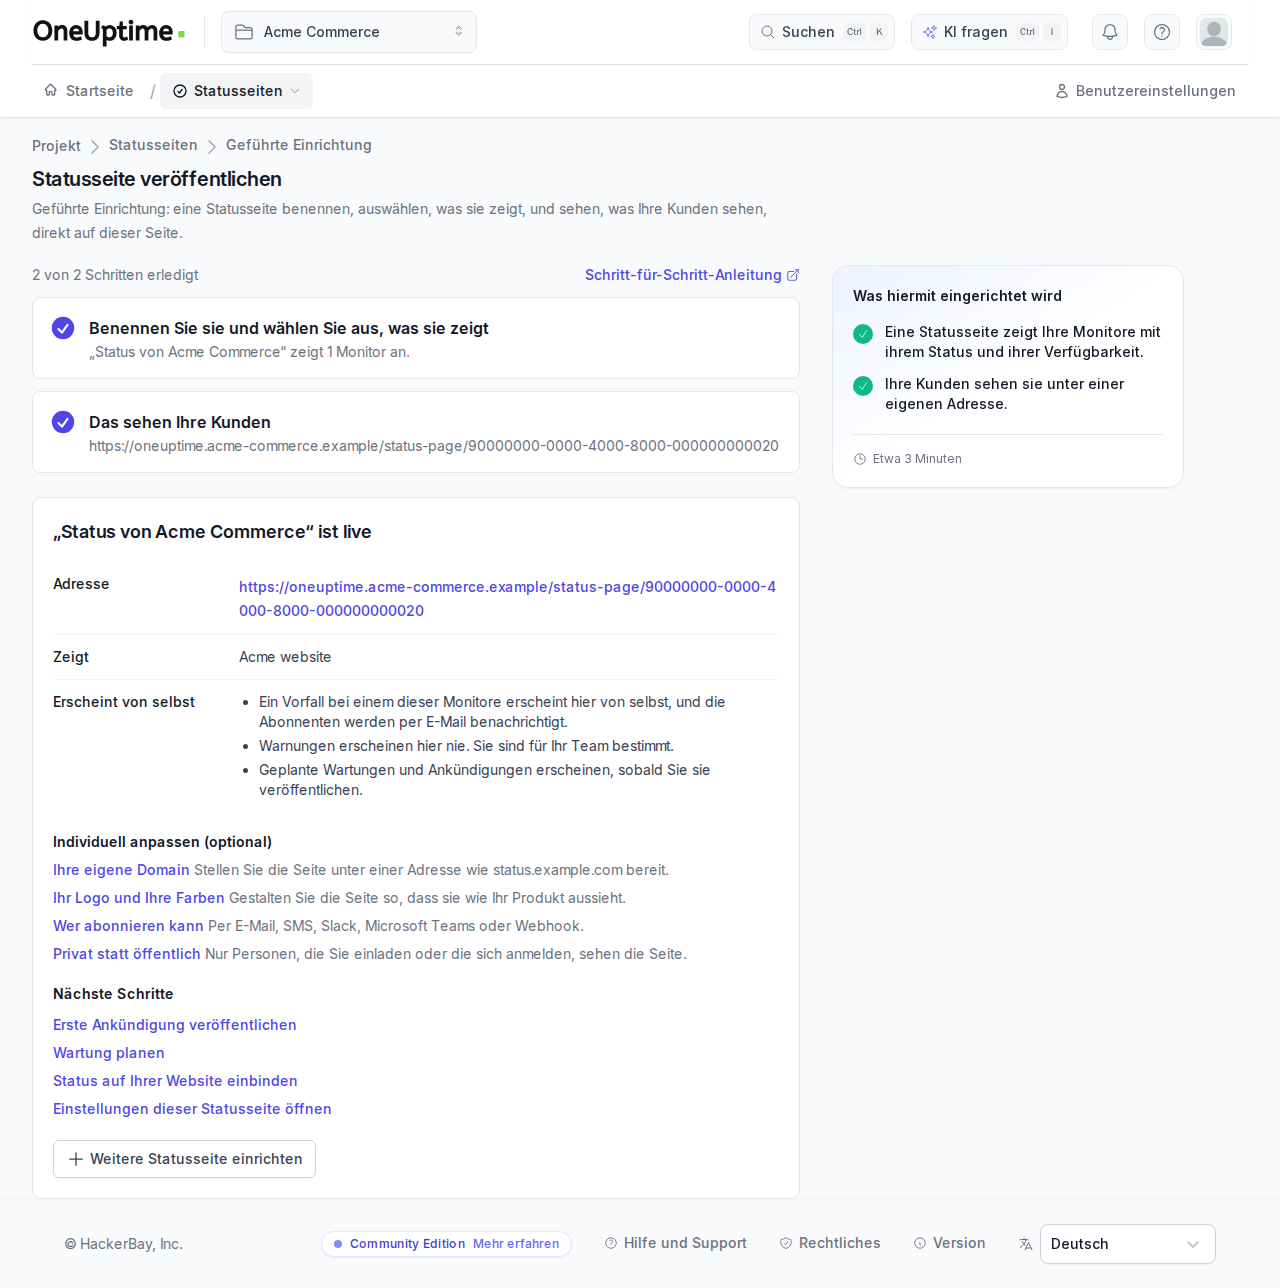 OneUptime
Acme Commerce
Suchen Ctrl K
KI fragen Ctrl I
Startseite / Statusseiten
Benutzereinstellungen
Projekt > Statusseiten > Geführte Einrichtung
Statusseite veröffentlichen
Geführte Einrichtung: eine Statusseite benennen, auswählen, was sie zeigt, und sehen, was Ihre Kunden sehen,
direkt auf dieser Seite.
2 von 2 Schritten erledigt
Schritt-für-Schritt-Anleitung
Benennen Sie sie und wählen Sie aus, was sie zeigt
„Status von Acme Commerce“ zeigt 1 Monitor an.
Das sehen Ihre Kunden
https://oneuptime.acme-commerce.example/status-page/90000000-0000-4000-8000-000000000020
Was hiermit eingerichtet wird
Eine Statusseite zeigt Ihre Monitore mit
ihrem Status und ihrer Verfügbarkeit.
Ihre Kunden sehen sie unter einer
eigenen Adresse.
Etwa 3 Minuten
„Status von Acme Commerce“ ist live
Adresse
https://oneuptime.acme-commerce.example/status-page/90000000-0000-4
000-8000-000000000020
Zeigt
Acme website
Erscheint von selbst
• Ein Vorfall bei einem dieser Monitore erscheint hier von selbst, und die
Abonnenten werden per E-Mail benachrichtigt.
• Warnungen erscheinen hier nie. Sie sind für Ihr Team bestimmt.
• Geplante Wartungen und Ankündigungen erscheinen, sobald Sie sie
veröffentlichen.
Individuell anpassen (optional)
Ihre eigene Domain Stellen Sie die Seite unter einer Adresse wie status.example.com bereit.
Ihr Logo und Ihre Farben Gestalten Sie die Seite so, dass sie wie Ihr Produkt aussieht.
Wer abonnieren kann Per E-Mail, SMS, Slack, Microsoft Teams oder Webhook.
Privat statt öffentlich Nur Personen, die Sie einladen oder die sich anmelden, sehen die Seite.
Nächste Schritte
Erste Ankündigung veröffentlichen
Wartung planen
Status auf Ihrer Website einbinden
Einstellungen dieser Statusseite öffnen
Weitere Statusseite einrichten
© HackerBay, Inc.
Community Edition Mehr erfahren
Hilfe und Support
Rechtliches
Version
Deutsch